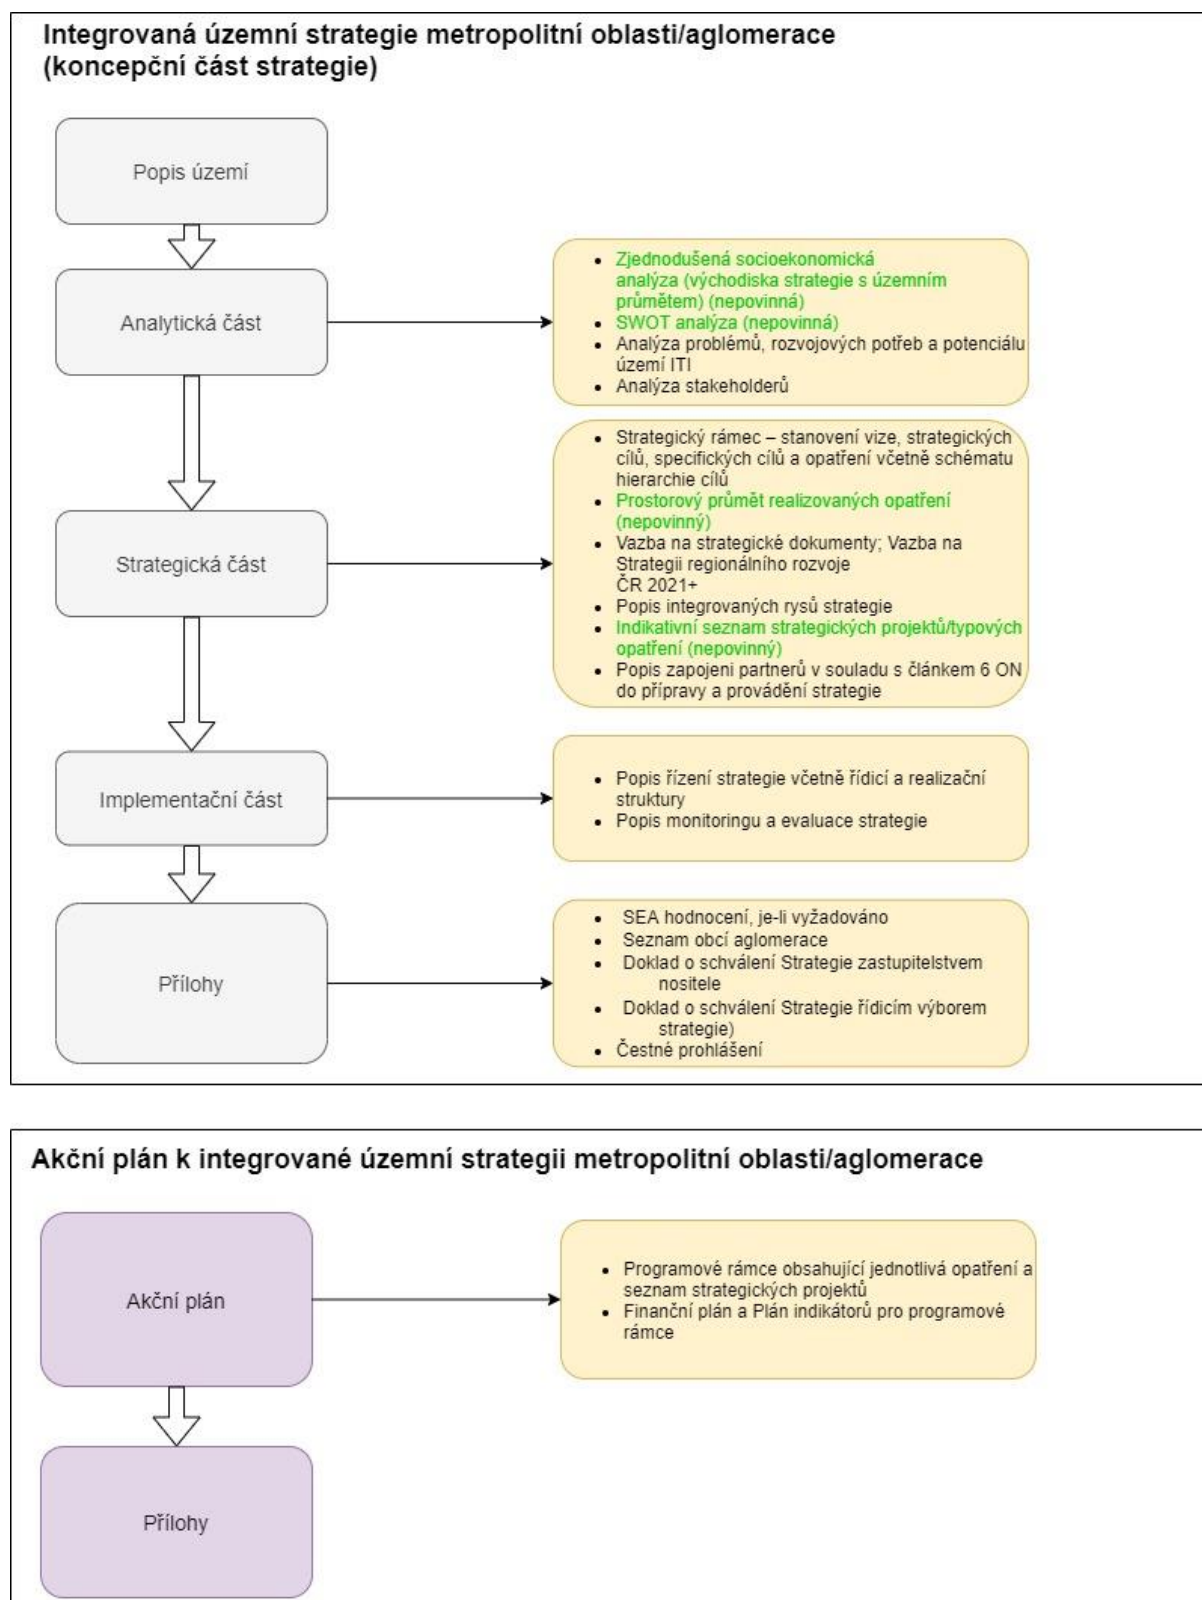 Integrovaná územní strategie metropolitní oblasti/aglomerace
(koncepční část strategie)
Popis území
Analytická část
• Zjednodušená socioekonomická
analýza (východiska strategie s územním
průmětem) (nepovinná)
• SWOT analýza (nepovinná)
• Analýza problémů, rozvojových potřeb a potenciálu
území ITI
• Analýza stakeholderů
Strategická část
• Strategický rámec – stanovení vize, strategických
cílů, specifických cílů a opatření včetně schématu
hierarchie cílů
• Prostorový průmět realizovaných opatření
(nepovinný)
• Vazba na strategické dokumenty; Vazba na
Strategii regionálního rozvoje
ČR 2021+
• Popis integrovaných rysů strategie
• Indikativní seznam strategických projektů/typových
opatření (nepovinný)
• Popis zapojeni partnerů v souladu s článkem 6 ON
do přípravy a provádění strategie
Implementační část
• Popis řízení strategie včetně řídicí a realizační
struktury
• Popis monitoringu a evaluace strategie
Přílohy
• SEA hodnocení, je-li vyžadováno
• Seznam obcí aglomerace
• Doklad o schválení Strategie zastupitelstvem
nositele
• Doklad o schválení Strategie řídicím výborem
strategie)
• Čestné prohlášení
Akční plán k integrované územní strategii metropolitní oblasti/aglomerace
Akční plán
• Programové rámce obsahující jednotlivá opatření a
seznam strategických projektů
• Finanční plán a Plán indikátorů pro programové
rámce
Přílohy